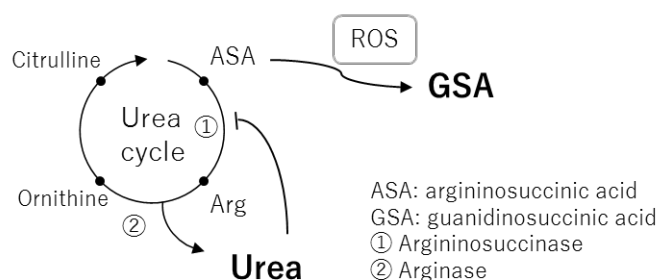 ROS
Citrulline
ASA
GSA
Urea
cycle
①
Ornithine
Arg
②
Urea
ASA: argininosuccinic acid
GSA: guanidinosuccinic acid
① Argininosuccinase
② Arginase